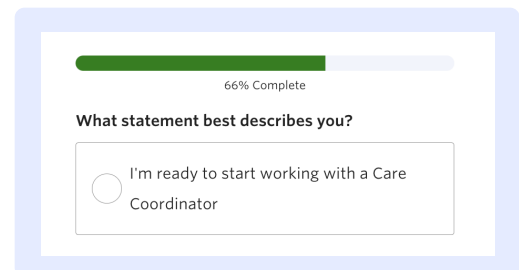 66% Complete
What statement best describes you?
I'm ready to start working with a Care
Coordinator